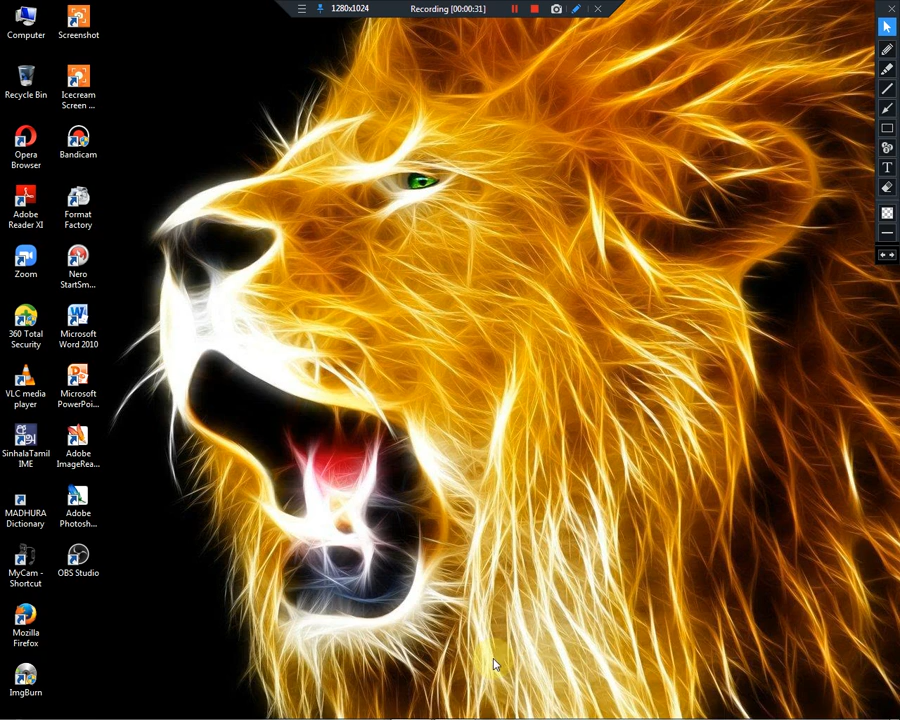 1280x1024
Recording [00:00:31]
Computer
Screenshot
Recycle Bin
Icecream
Screen ...
Opera
Browser
Bandicam
Adobe
Reader XI
Format
Factory
Zoom
Nero
StartSm...
360 Total
Security
Microsoft
Word 2010
VLC media
player
Microsoft
PowerPoi...
SinhalaTamil
IME
Adobe
ImageRea...
MADHURA
Dictionary
Adobe
Photosh...
MyCam -
Shortcut
OBS Studio
Mozilla
Firefox
ImgBurn
T